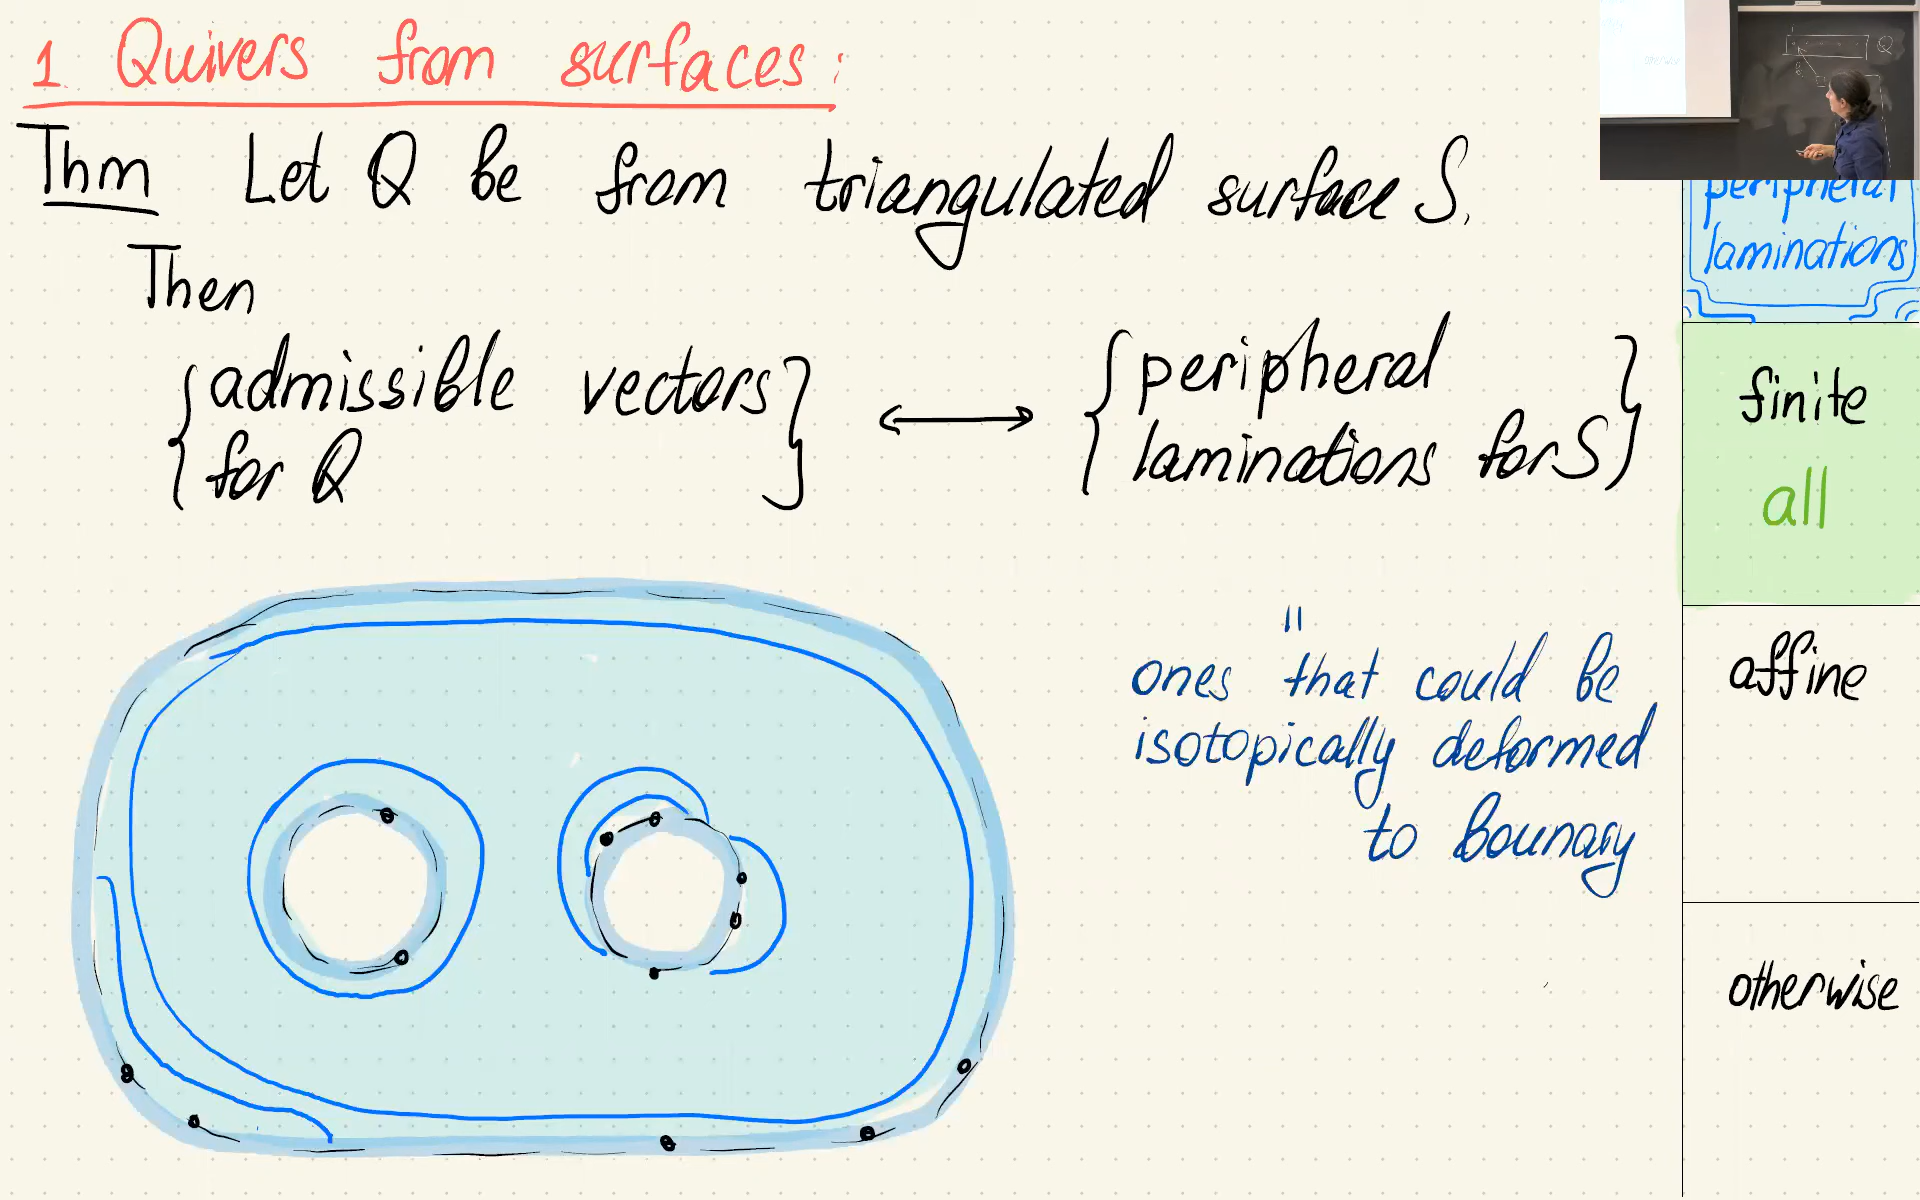 1 Quivers from surfaces:
Thm Let Q be from triangulated surface S.
Then
{admissible vectors for Q} ⟷ {peripheral laminations for S}
"
ones that could be
isotopically deformed
to bounary
peripheral
laminations
finite
all
affine
otherwise
Q